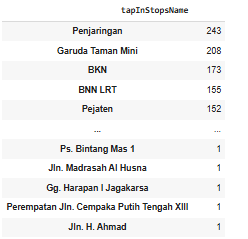 tapInStopsName
Penjaringan 243
Garuda Taman Mini 208
BKN 173
BNN LRT 155
Pejaten 152
... ...
Ps. Bintang Mas 1 1
Jln. Madrasah Al Husna 1
Gg. Harapan I Jagakarsa 1
Perempatan Jln. Cempaka Putih Tengah XIII 1
Jln. H. Ahmad 1